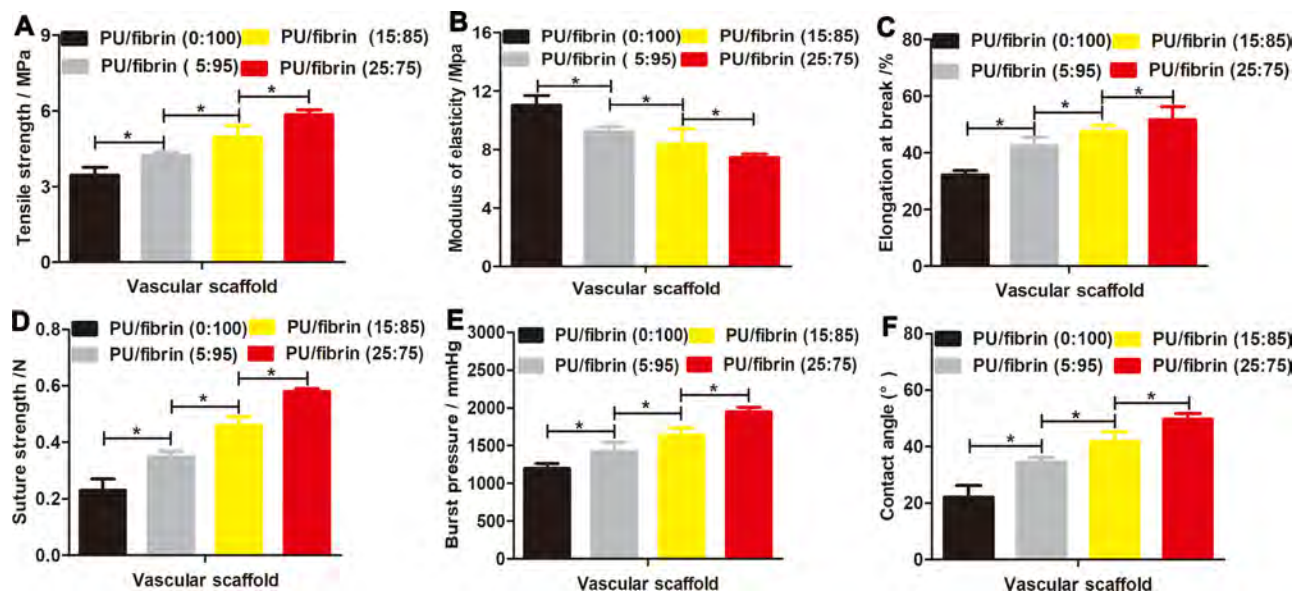 A
PU/fibrin (0:100) PU/fibrin (15:85)
PU/fibrin ( 5:95) PU/fibrin (25:75)
Tensile strength / MPa
9
6
3
0
* * *
Vascular scaffold
B
PU/fibrin (0:100) PU/fibrin (15:85)
PU/fibrin ( 5:95) PU/fibrin (25:75)
Modulus of elasticity /Mpa
16
12
8
4
0
* * *
Vascular scaffold
C
PU/fibrin (0:100) PU/fibrin (15:85)
PU/fibrin (5:95) PU/fibrin (25:75)
Elongation at break /%
80
60
40
20
0
* * *
Vascular scaffold
D
PU/fibrin (0:100) PU/fibrin (15:85)
PU/fibrin (5:95) PU/fibrin (25:75)
Suture strength /N
0.8
0.6
0.4
0.2
0.0
* * *
Vascular scaffold
E
PU/fibrin (0:100) PU/fibrin (15:85)
PU/fibrin (5:95) PU/fibrin (25:75)
Burst pressure / mmHg
3000
2500
2000
1500
1000
500
0
* * *
Vascular scaffold
F
PU/fibrin (0:100) PU/fibrin (15:85)
PU/fibrin (5:95) PU/fibrin (25:75)
Contact angle (° )
80
60
40
20
0
* * *
Vascular scaffold